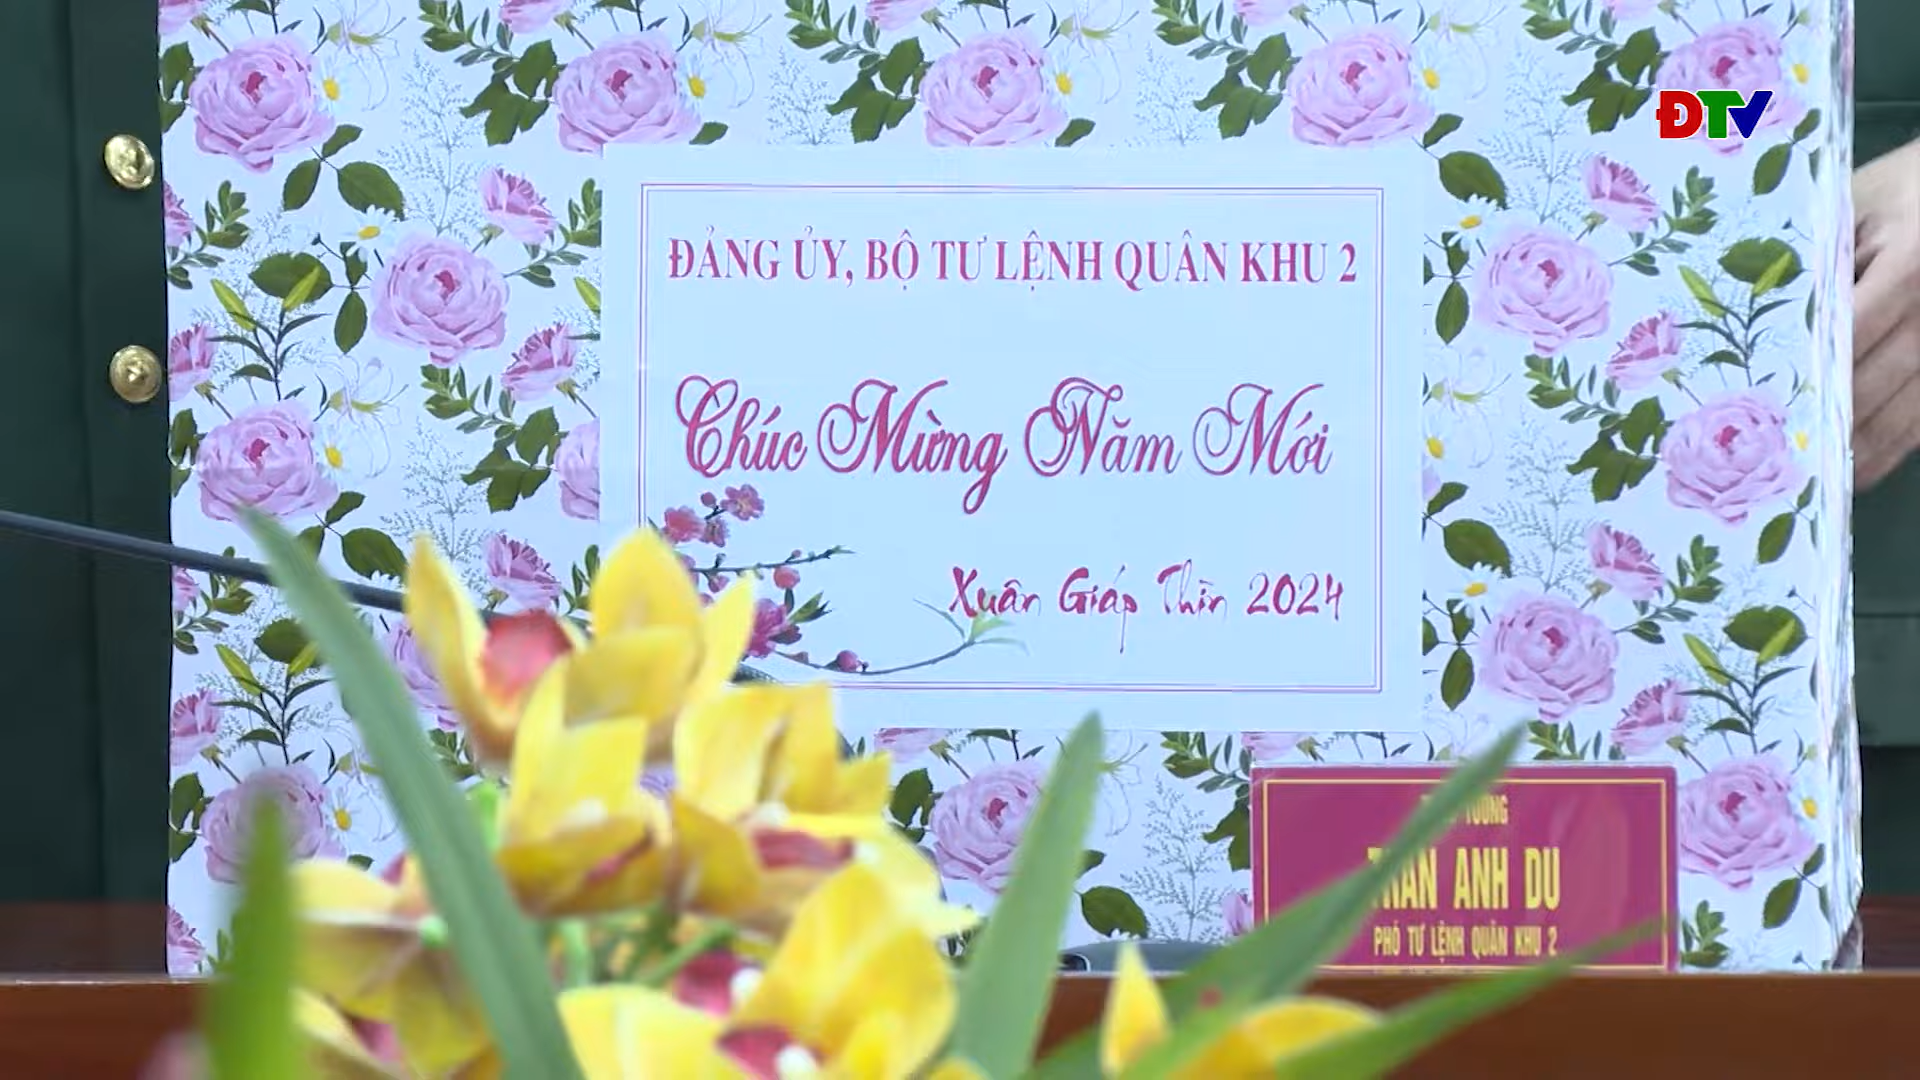 ĐTV
ĐẢNG ỦY, BỘ TƯ LỆNH QUÂN KHU 2
Chúc Mừng Năm Mới
Xuân Giáp Thìn 2024
ANH DU
PHÓ TƯ LỆNH QUÂN KHU 2